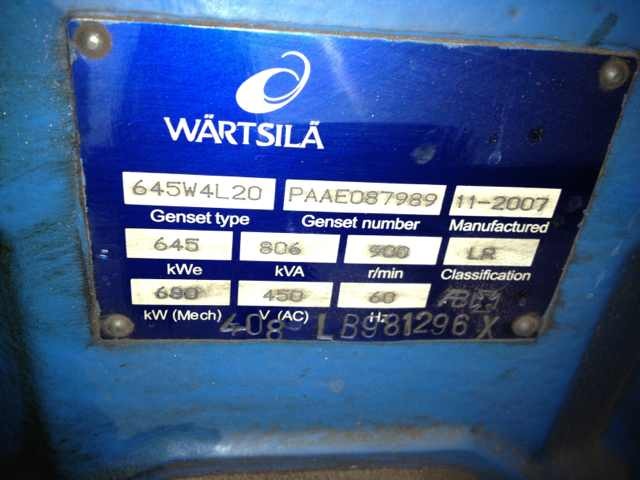 WÄRTSILÄ
645W4L20 PAAE087989 11-2007
Genset type Genset number Manufactured
645 806 900 LR
kWe kVA r/min Classification
680 450 60
kW (Mech) V (AC) Hz
408 LB981296 X